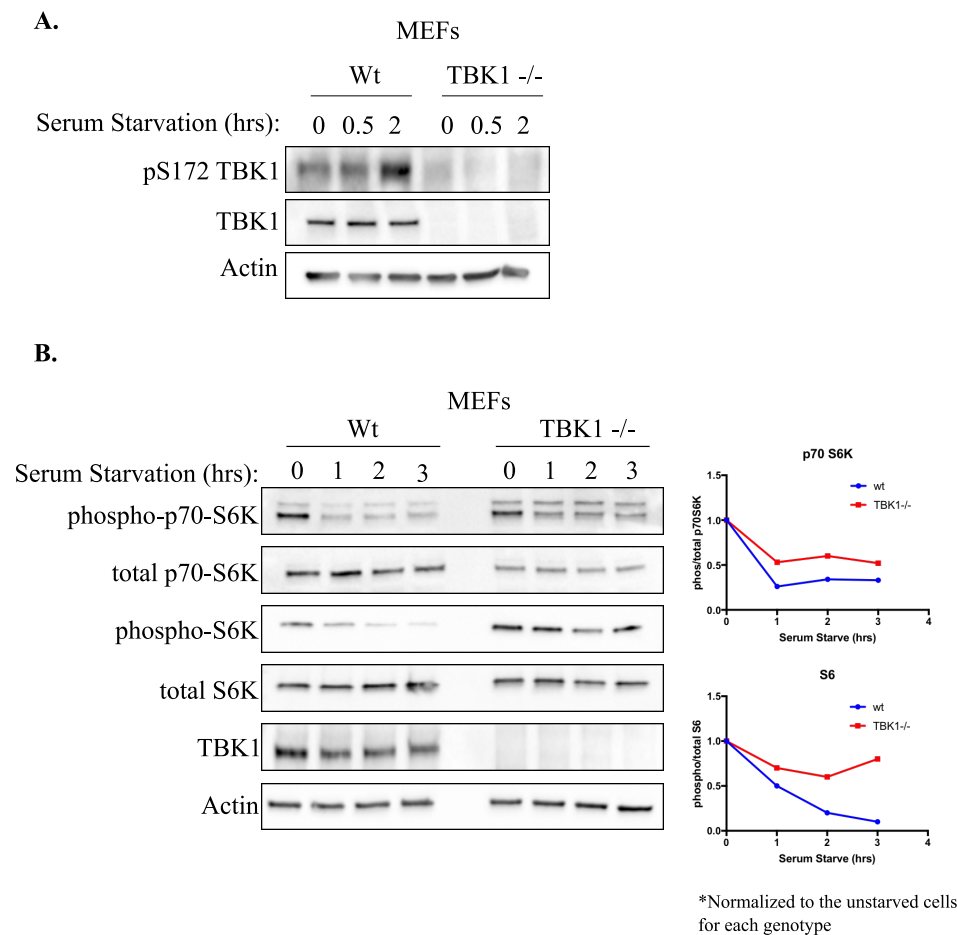 A.
MEFs
Wt TBK1 -/-
Serum Starvation (hrs): 0 0.5 2 0 0.5 2
pS172 TBK1
TBK1
Actin
B.
MEFs
Wt TBK1 -/-
Serum Starvation (hrs): 0 1 2 3 0 1 2 3
phospho-p70-S6K
total p70-S6K
phospho-S6K
total S6K
TBK1
Actin
p70 S6K
phos/total p70S6K
1.5
1.0
0.5
0.0
0 1 2 3 4
Serum Starve (hrs)
wt
TBK1-/-
S6
phospho/total S6
1.5
1.0
0.5
0.0
0 1 2 3 4
Serum Starve (hrs)
wt
TBK1-/-
*Normalized to the unstarved cells
for each genotype